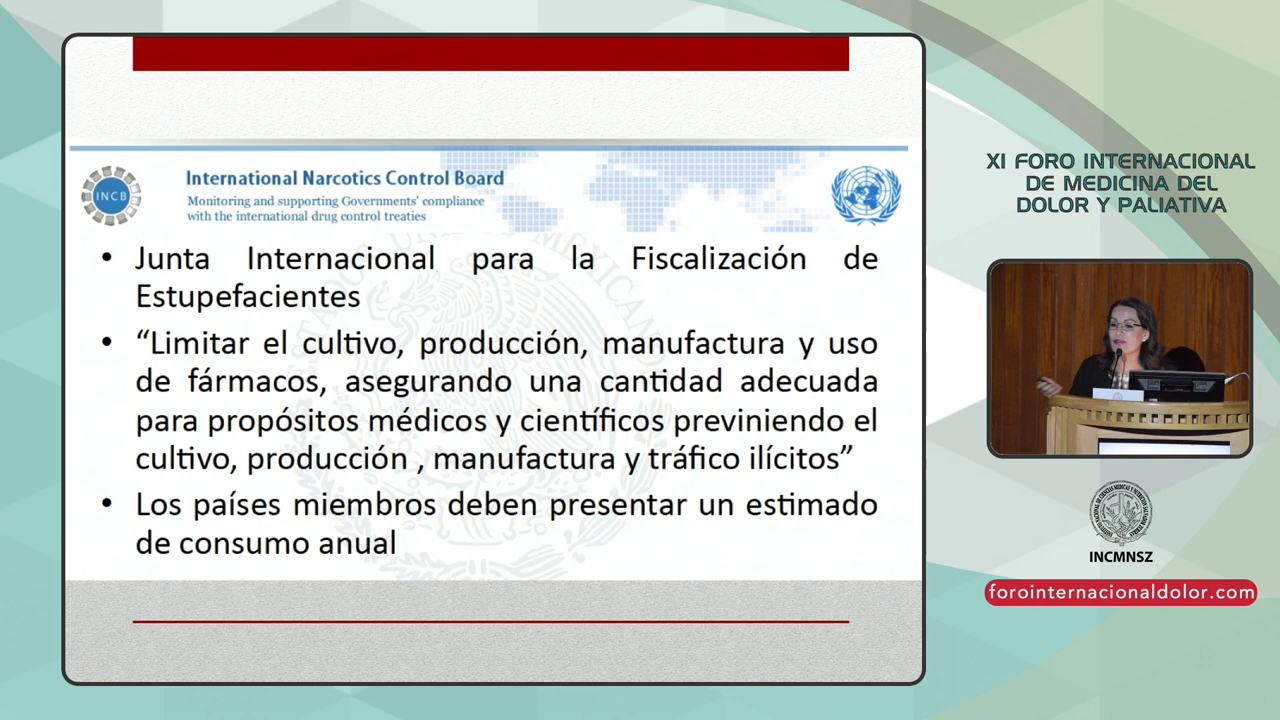 INCB
International Narcotics Control Board
Monitoring and supporting Governments' compliance
with the international drug control treaties
• Junta Internacional para la Fiscalización de
Estupefacientes
• “Limitar el cultivo, producción, manufactura y uso
de fármacos, asegurando una cantidad adecuada
para propósitos médicos y científicos previniendo el
cultivo, producción , manufactura y tráfico ilícitos”
• Los países miembros deben presentar un estimado
de consumo anual
XI FORO INTERNACIONAL
DE MEDICINA DEL
DOLOR Y PALIATIVA
INCMNSZ
forointernacionaldolor.com